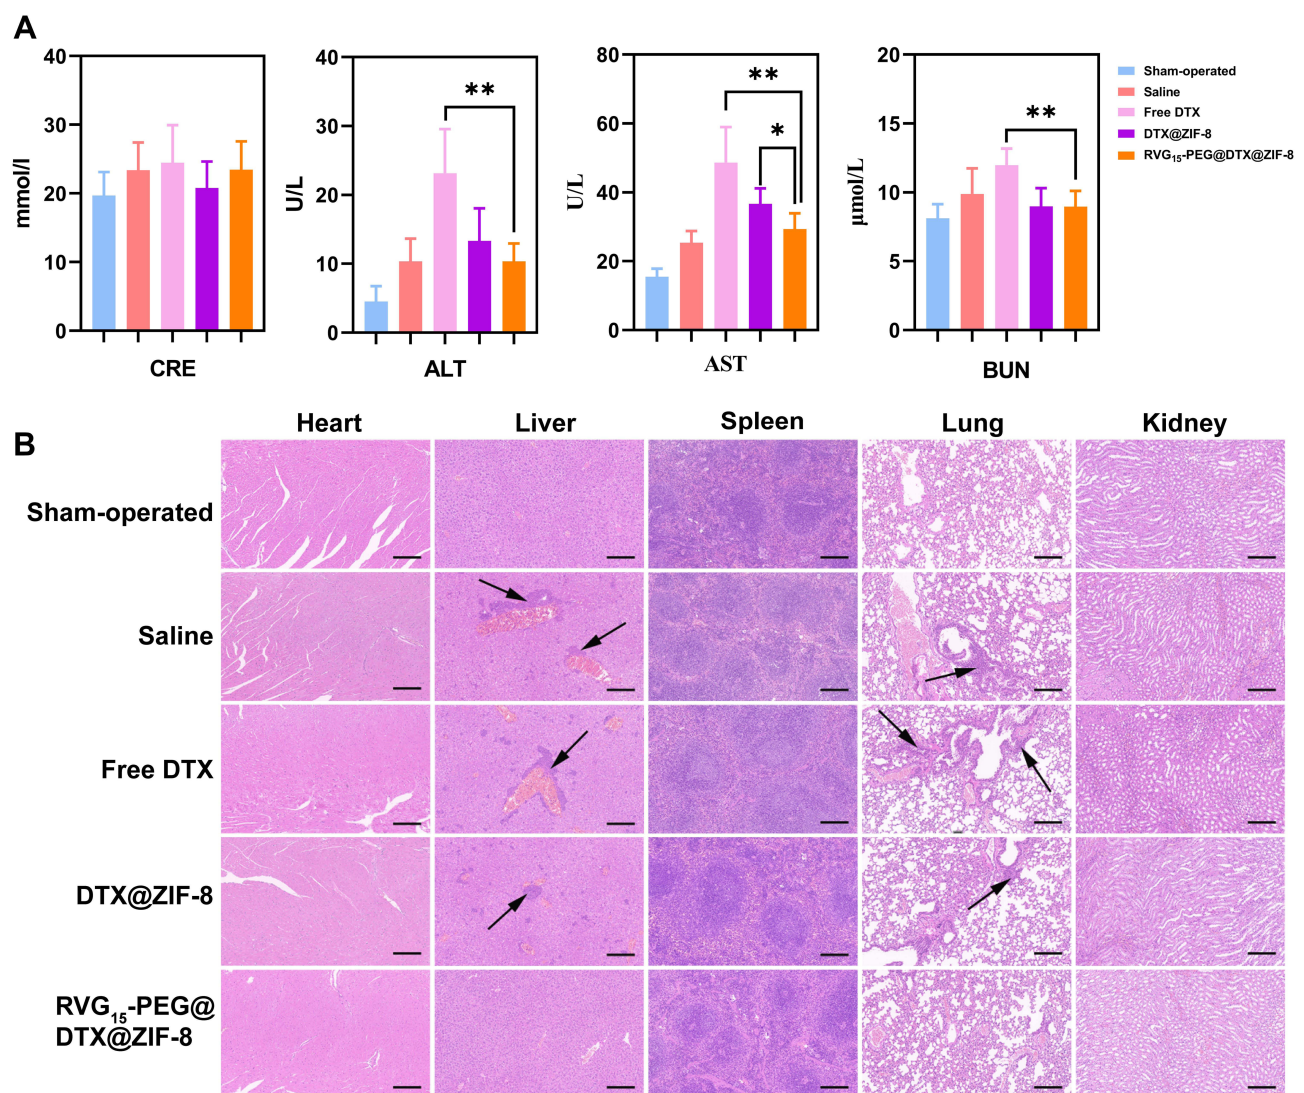 A
40
30
20
10
0
mmol/l
CRE
40
30
20
10
0
U/L
**
ALT
80
60
40
20
0
U/L
**
*
AST
20
15
10
5
0
μmol/L
**
BUN
Sham-operated
Saline
Free DTX
DTX@ZIF-8
RVG15-PEG@DTX@ZIF-8
B
Heart Liver Spleen Lung Kidney
Sham-operated
Saline
Free DTX
DTX@ZIF-8
RVG15-PEG@
DTX@ZIF-8